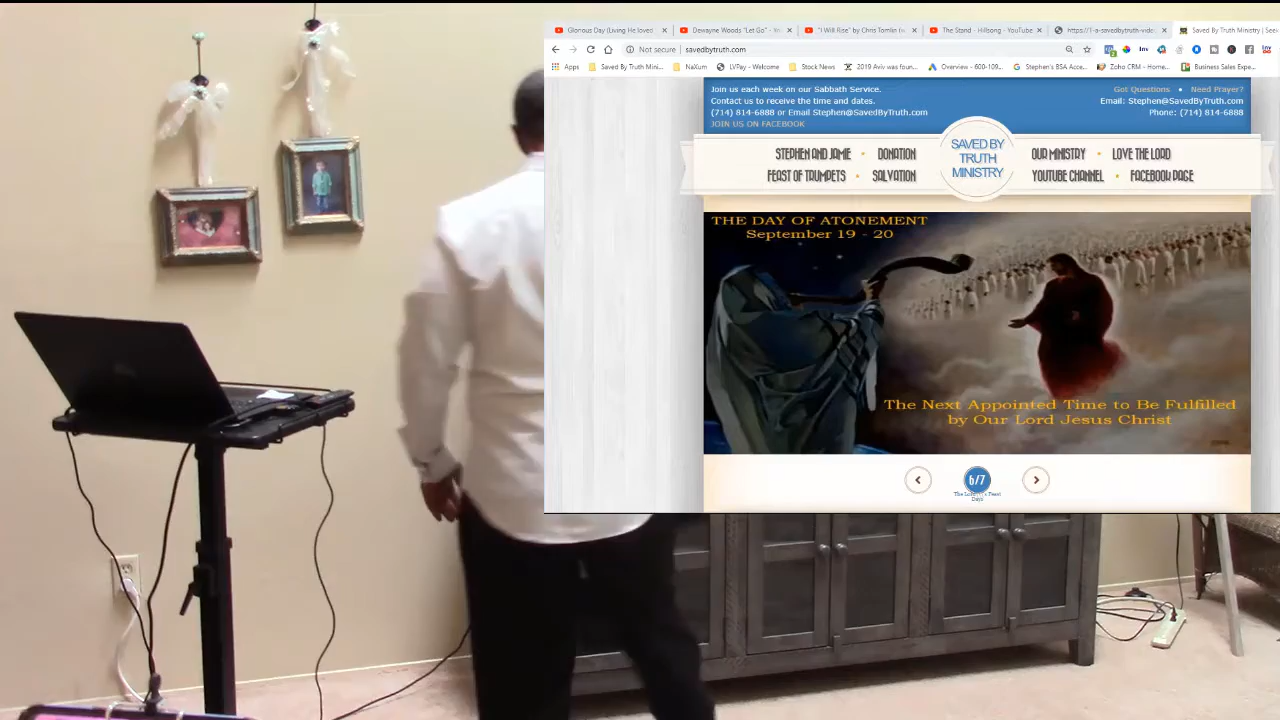 Glorious Day (Living He loved
Dewayne Woods "Let Go" - Yo
"I Will Rise" by Chris Tomlin (w
The Stand - Hillsong - YouTube
https://1-a-savedbytruth-vide
Saved By Truth Ministry | Seek
Not secure | savedbytruth.com
Apps
Saved By Truth Mini...
NaXum
LVPay - Welcome
Stock News
2019 Aviv was foun...
Overview - 600-109...
Stephen's BSA Acce...
Zoho CRM - Home...
Business Sales Expe...
Join us each week on our Sabbath Service.
Contact us to receive the time and dates.
(714) 814-6888 or Email Stephen@SavedByTruth.com
JOIN US ON FACEBOOK
Got Questions • Need Prayer?
Email: Stephen@SavedByTruth.com
Phone: (714) 814-6888
STEPHEN AND JAMIE • DONATION
FEAST OF TRUMPETS • SALVATION
SAVED BY
TRUTH
MINISTRY
OUR MINISTRY • LOVE THE LORD
YOUTUBE CHANNEL • FACEBOOK PAGE
THE DAY OF ATONEMENT
September 19 - 20
The Next Appointed Time to Be Fulfilled
by Our Lord Jesus Christ
6/7
Days